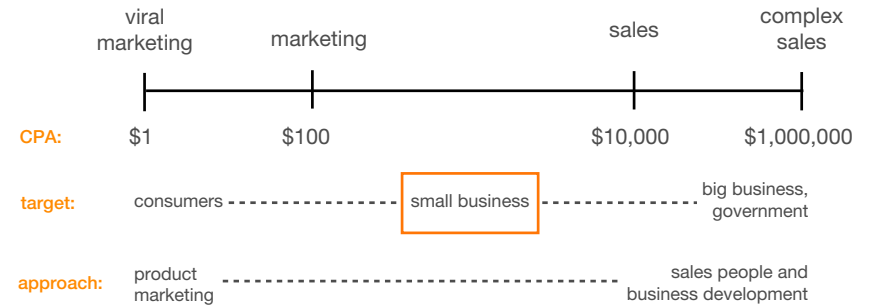 viral
marketing
marketing
sales
complex
sales
CPA: $1 $100 $10,000 $1,000,000
target: consumers small business big business,
government
approach: product
marketing
sales people and
business development